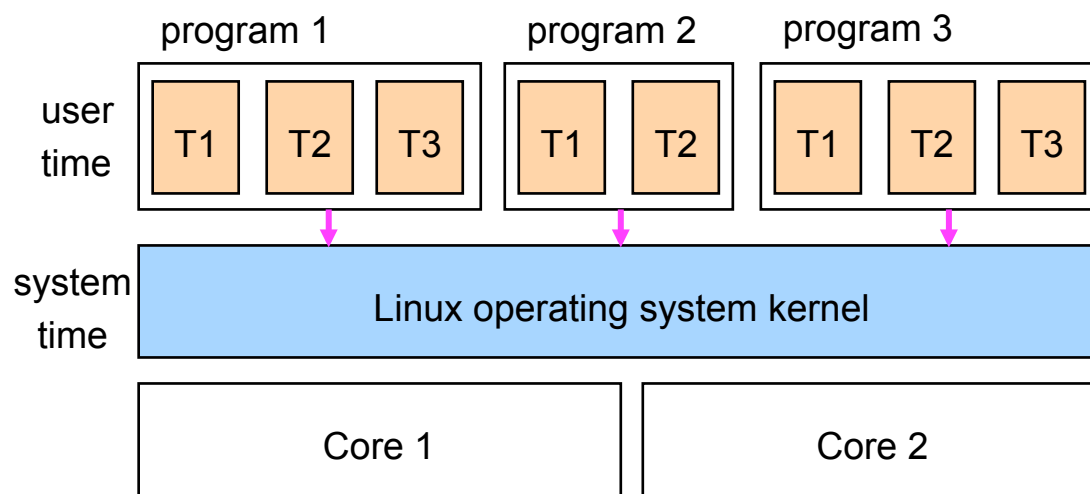 program 1
program 2
program 3
user
time
T1
T2
T3
T1
T2
T1
T2
T3
system
time
Linux operating system kernel
Core 1
Core 2